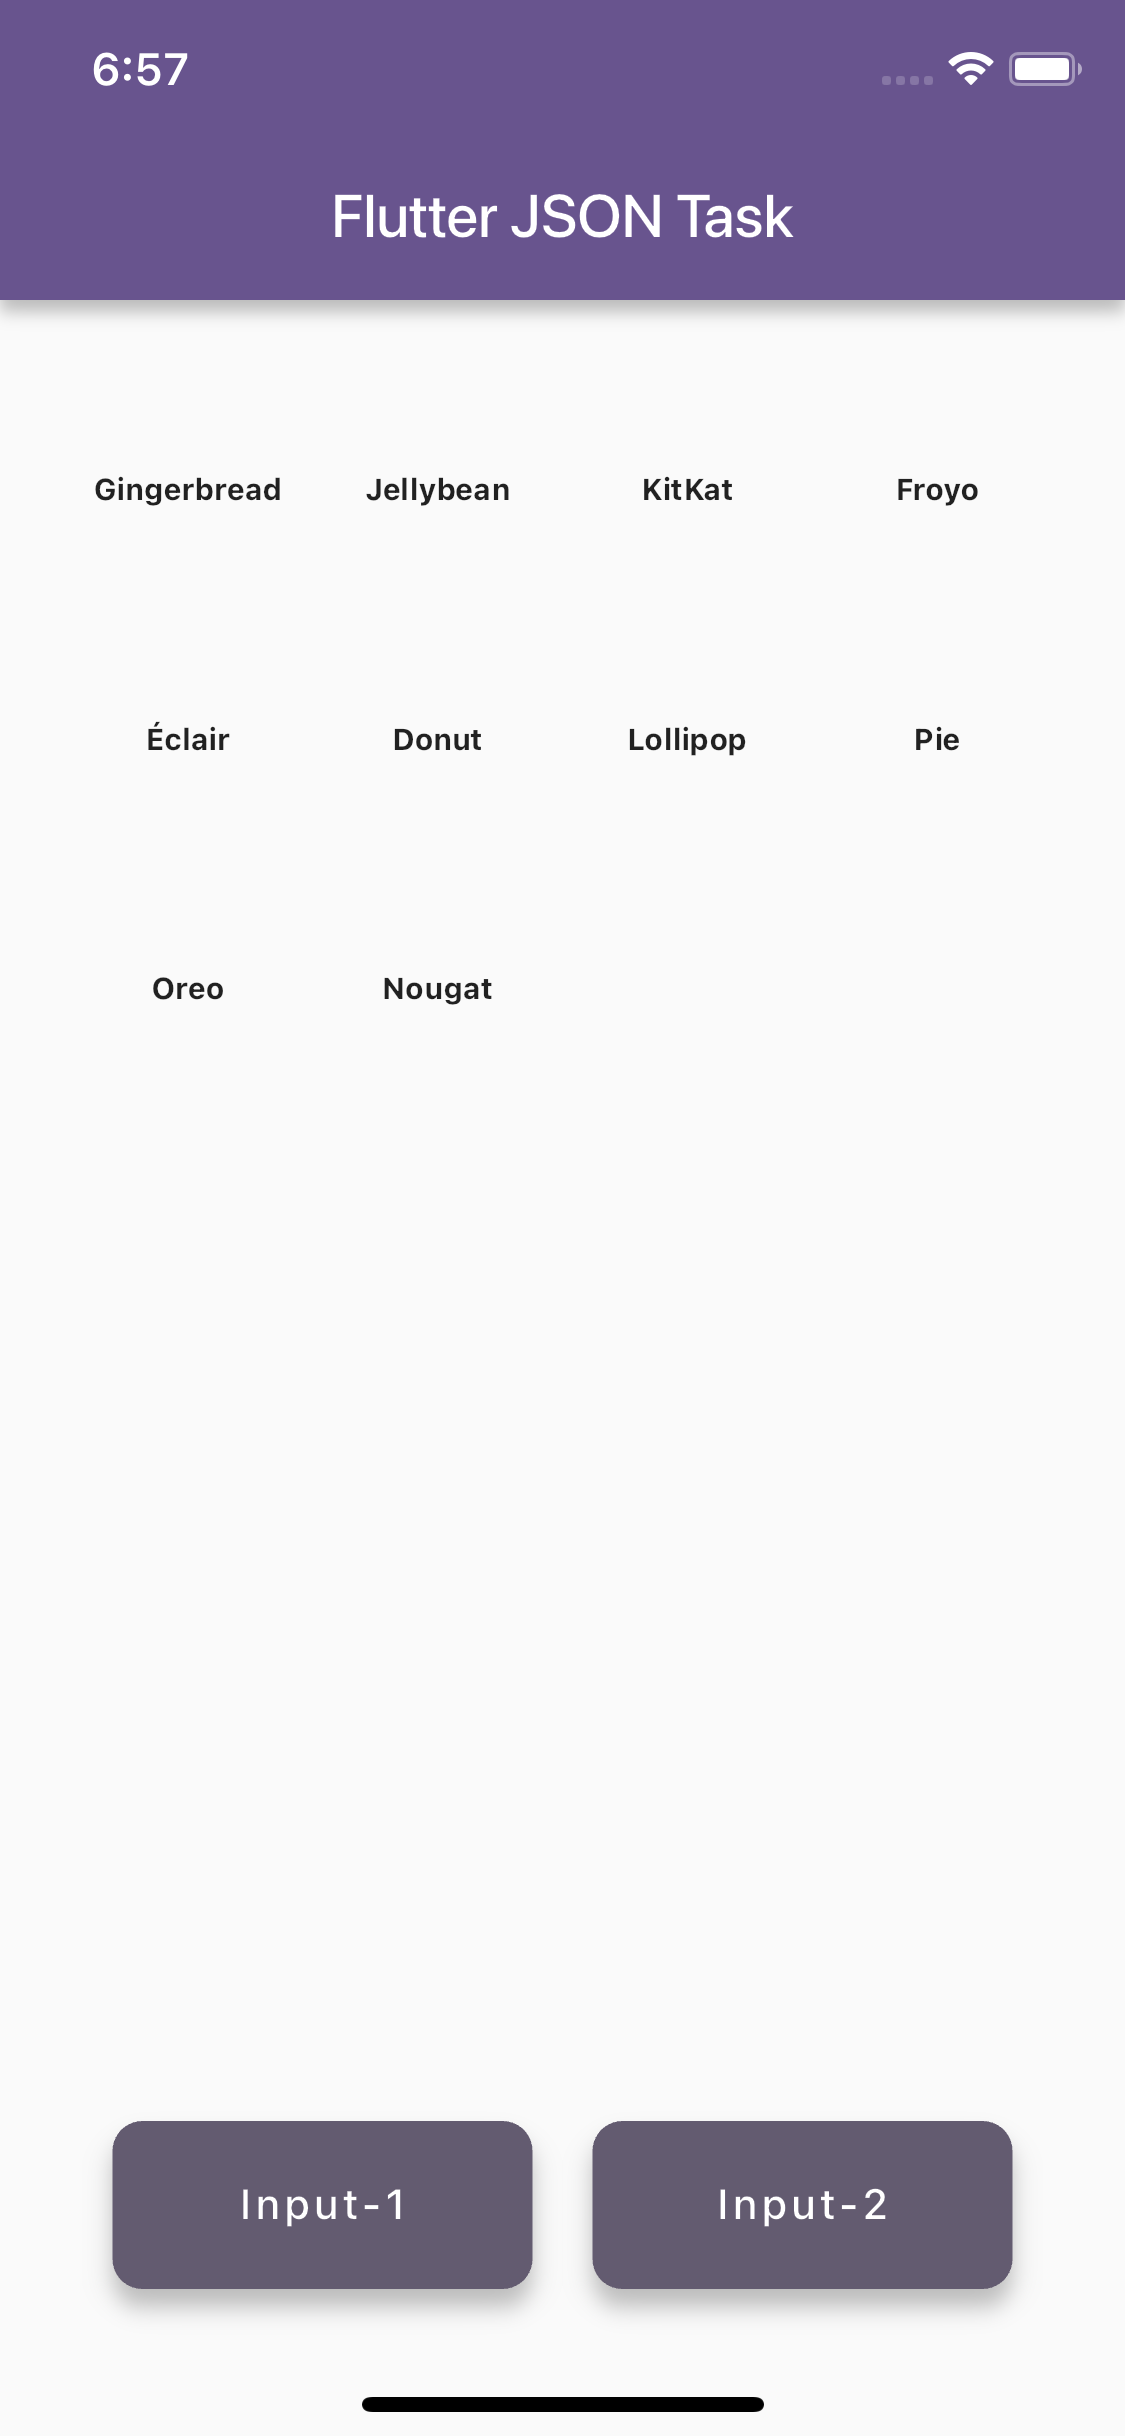 6:57
Flutter JSON Task
Gingerbread Jellybean KitKat Froyo
Éclair Donut Lollipop Pie
Oreo Nougat
Input-1 Input-2